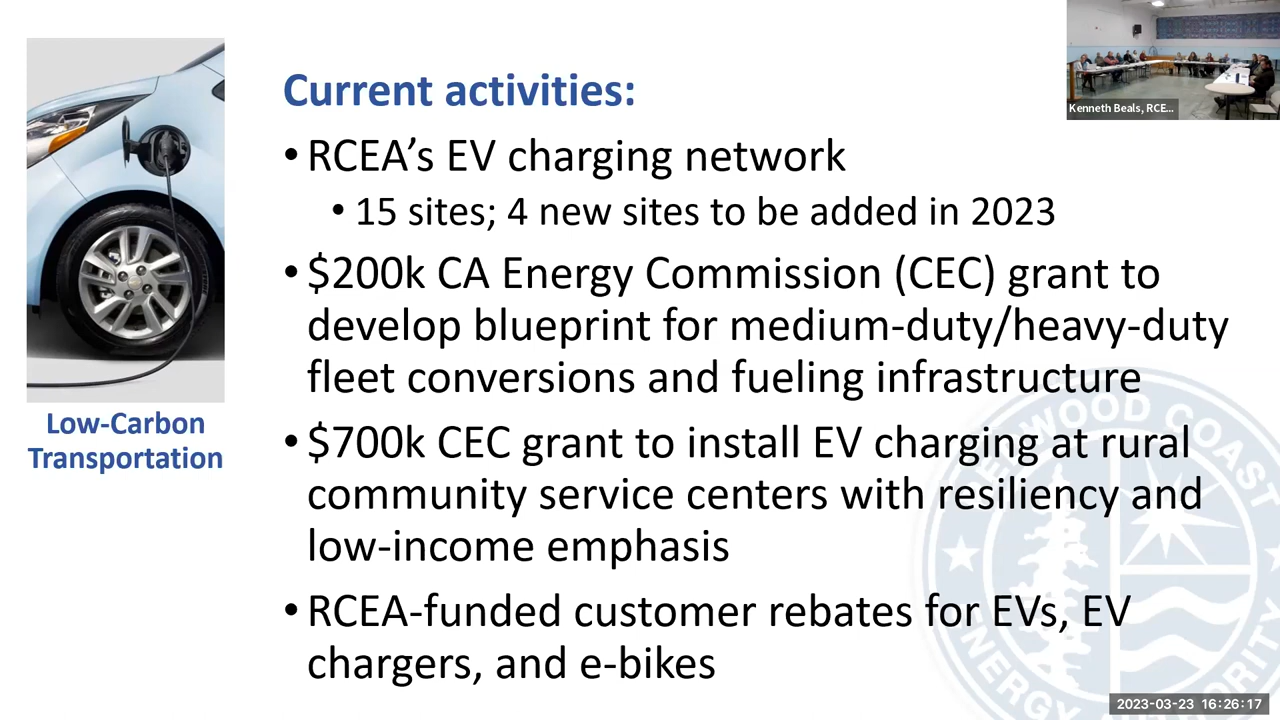 Current activities:
• RCEA’s EV charging network
• 15 sites; 4 new sites to be added in 2023
• $200k CA Energy Commission (CEC) grant to
develop blueprint for medium-duty/heavy-duty
fleet conversions and fueling infrastructure
• $700k CEC grant to install EV charging at rural
community service centers with resiliency and
low-income emphasis
• RCEA-funded customer rebates for EVs, EV
chargers, and e-bikes
Low-Carbon
Transportation
Kenneth Beals, RCE...
WOOD COAST
ENERGY
2023-03-23 16:26:17